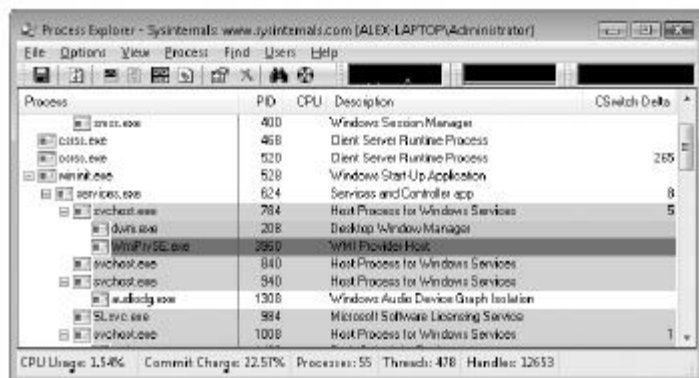 Process Explorer - Sysinternals: www.sysinternals.com [ALEX-LAPTOP\Administrator]
File Options View Process Find Users Help
Process PID CPU Description CSwitch Delta
smss.exe 400 Windows Session Manager
csrss.exe 468 Client Server Runtime Process
csrss.exe 520 Client Server Runtime Process 265
wininit.exe 528 Windows Start-Up Application
services.exe 624 Services and Controller app 8
svchost.exe 784 Host Process for Windows Services 5
dwm.exe 208 Desktop Window Manager
WmiPrvSE.exe 3960 WMI Provider Host
svchost.exe 840 Host Process for Windows Services
svchost.exe 940 Host Process for Windows Services
audiodg.exe 1308 Windows Audio Device Graph Isolation
SLsvc.exe 984 Microsoft Software Licensing Service
svchost.exe 1008 Host Process for Windows Services 1
CPU Usage: 1.54% Commit Charge: 22.57% Processes: 55 Threads: 478 Handles: 12653